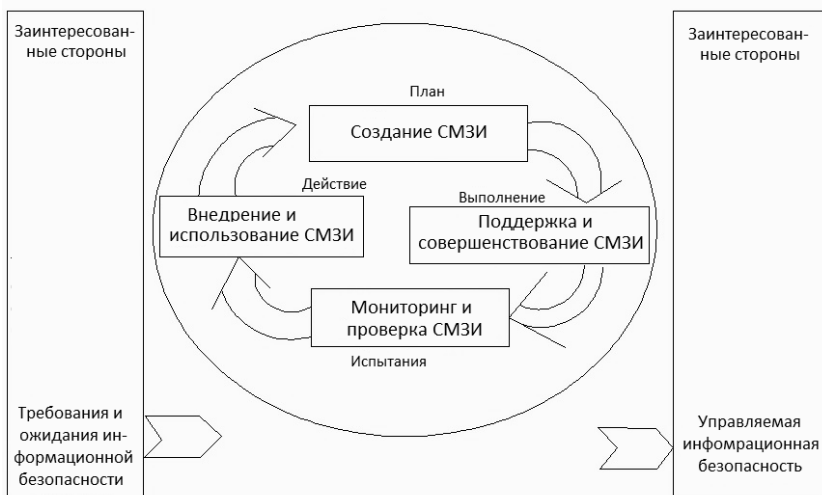 Заинтересован-
ные стороны
План
Создание СМЗИ
Действие
Внедрение и
использование СМЗИ
Выполнение
Поддержка и
совершенствование СМЗИ
Мониторинг и
проверка СМЗИ
Испытания
Требования и
ожидания ин-
формационной
безопасности
Заинтересован-
ные стороны
Управляемая
инфомрационная
безопасность